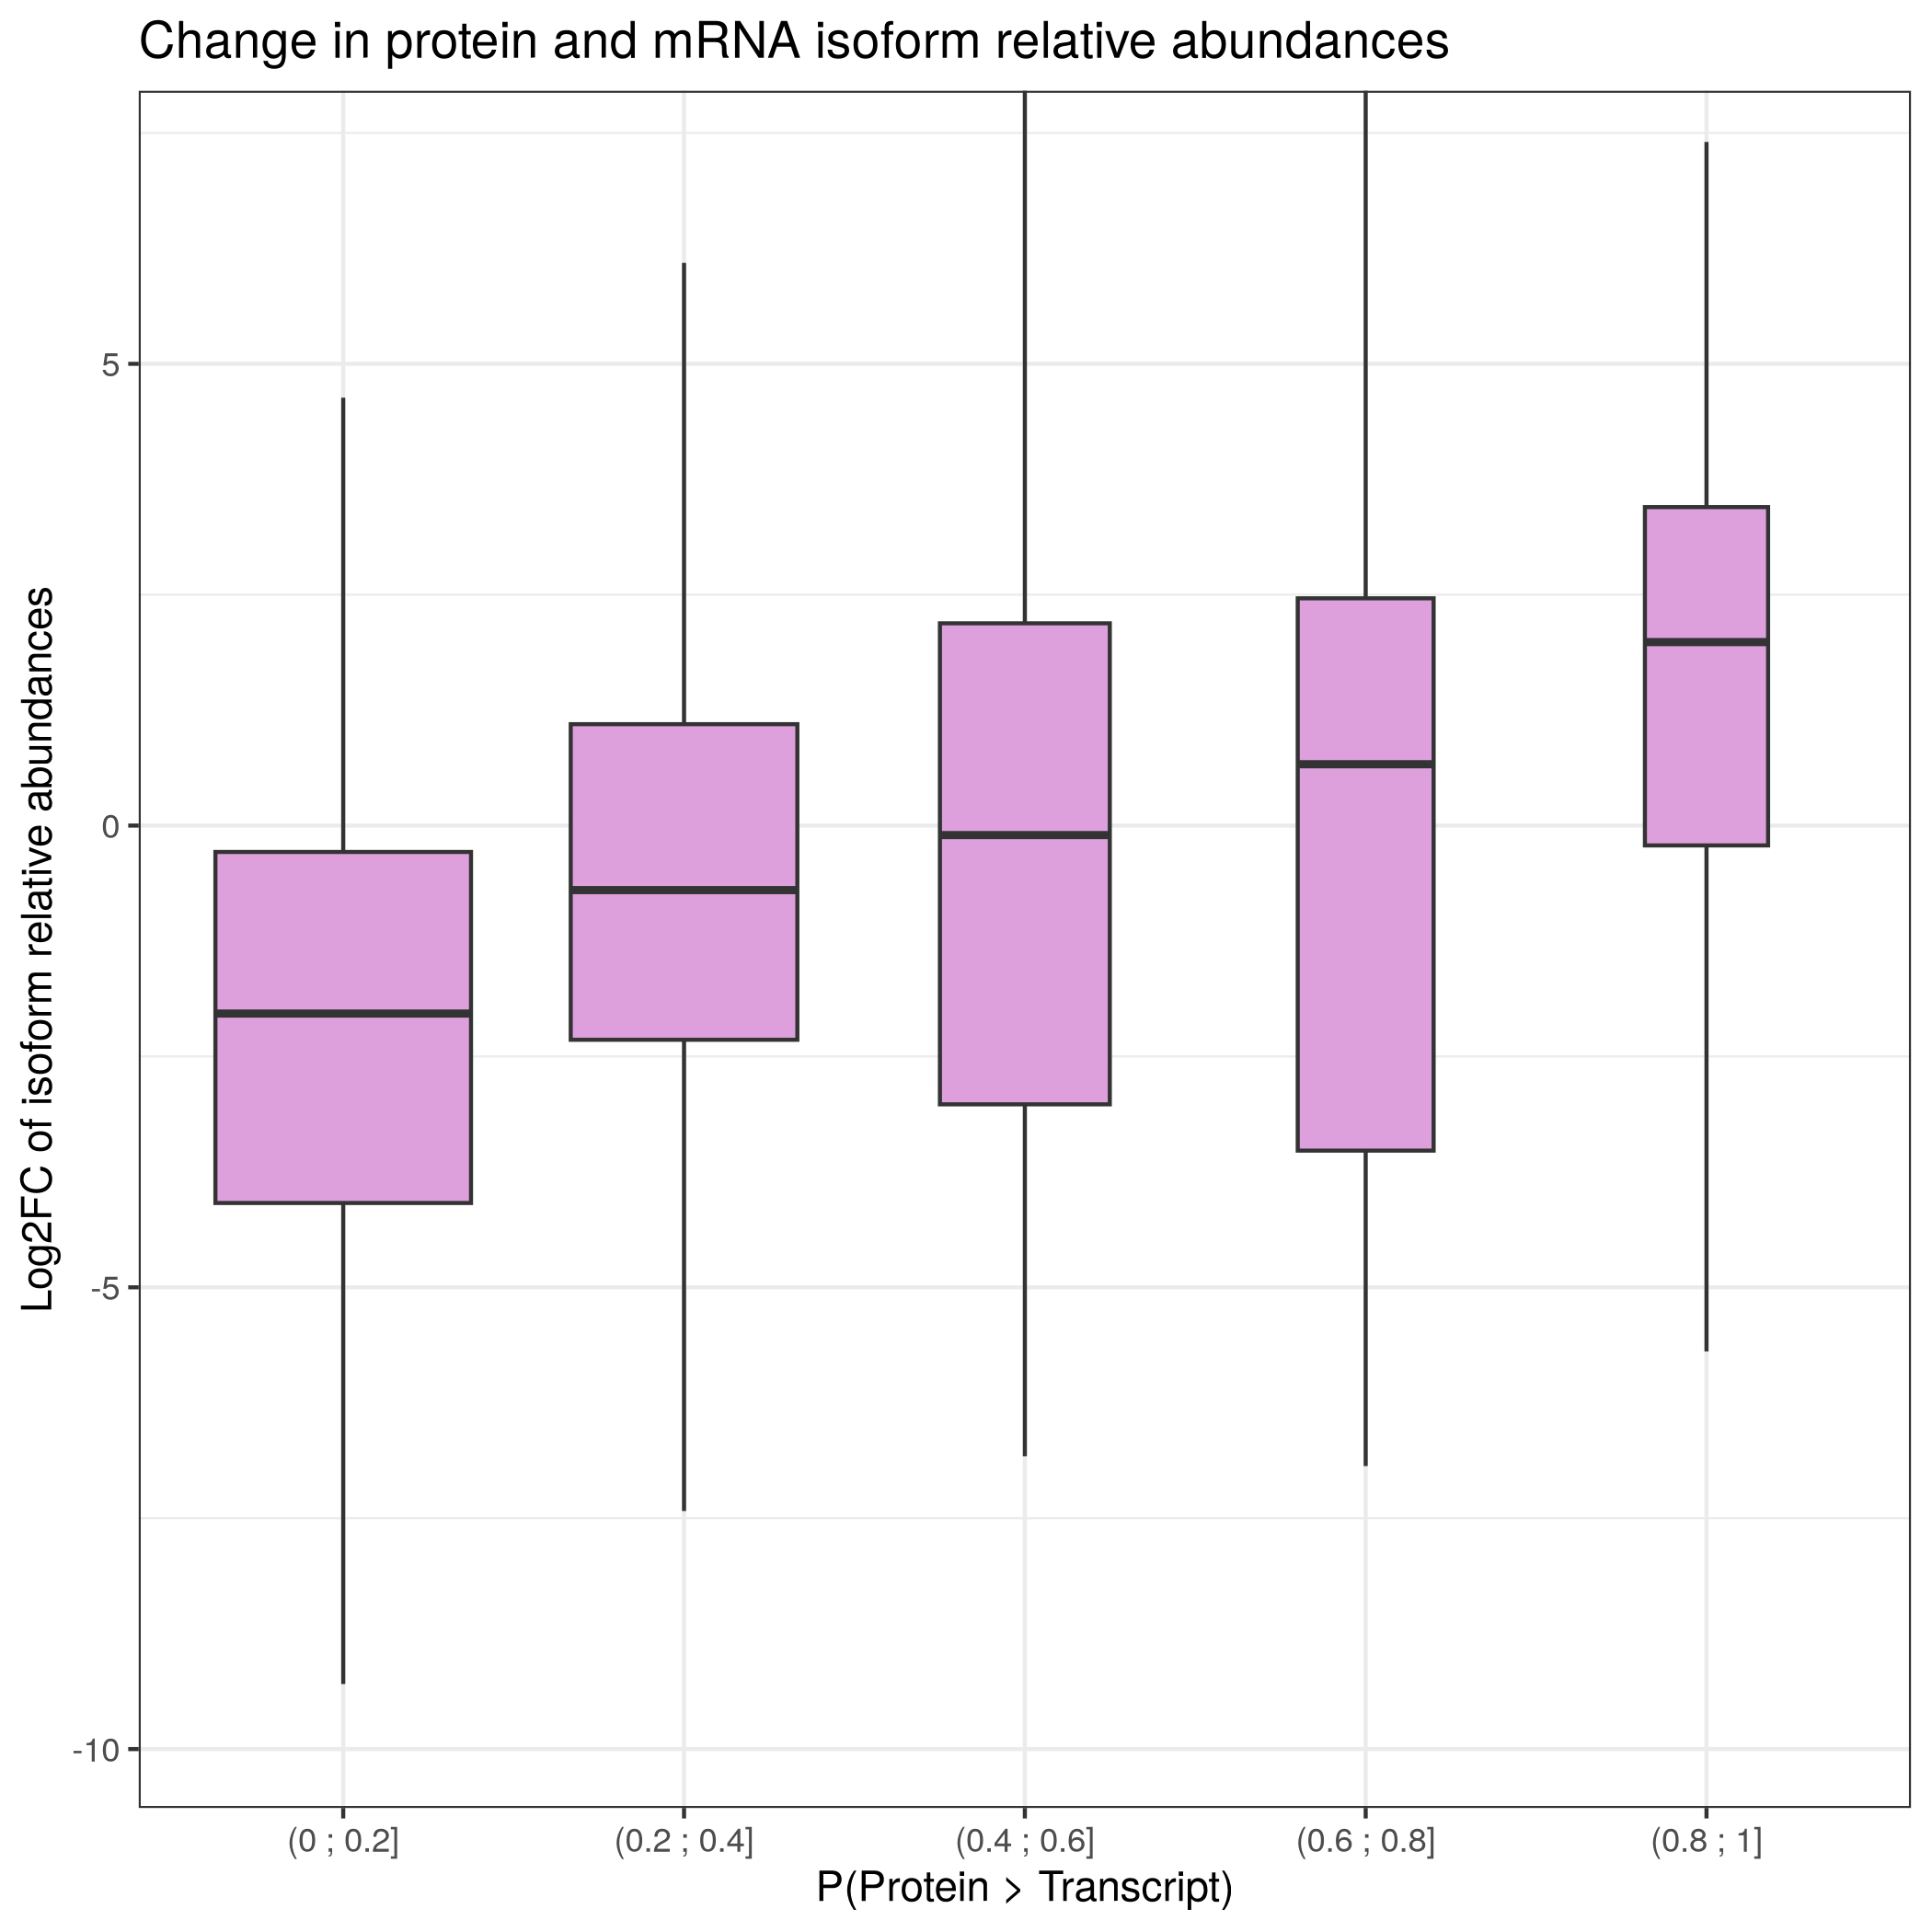 Change in protein and mRNA isoform relative abundances
Log2FC of isoform relative abundances
5
0
-5
-10
(0 ; 0.2]
(0.2 ; 0.4]
(0.4 ; 0.6]
(0.6 ; 0.8]
(0.8 ; 1]
P(Protein > Transcript)